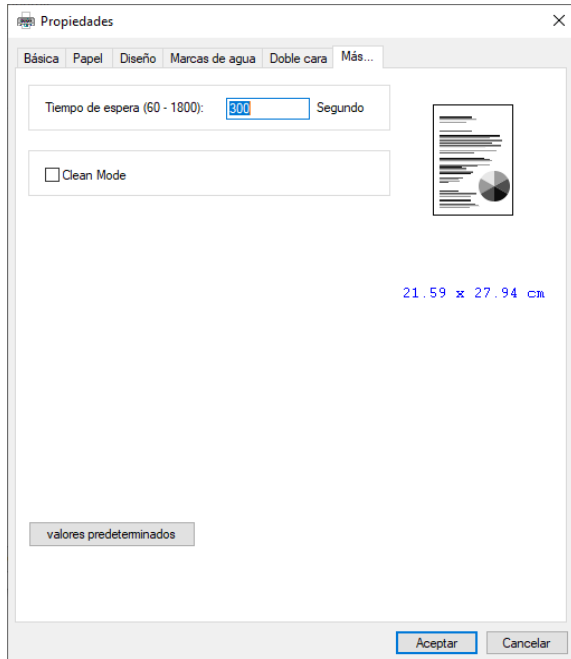 Propiedades
Básica Papel Diseño Marcas de agua Doble cara Más...
Tiempo de espera (60 - 1800): 300 Segundo
Clean Mode
21.59 x 27.94 cm
valores predeterminados
Aceptar Cancelar